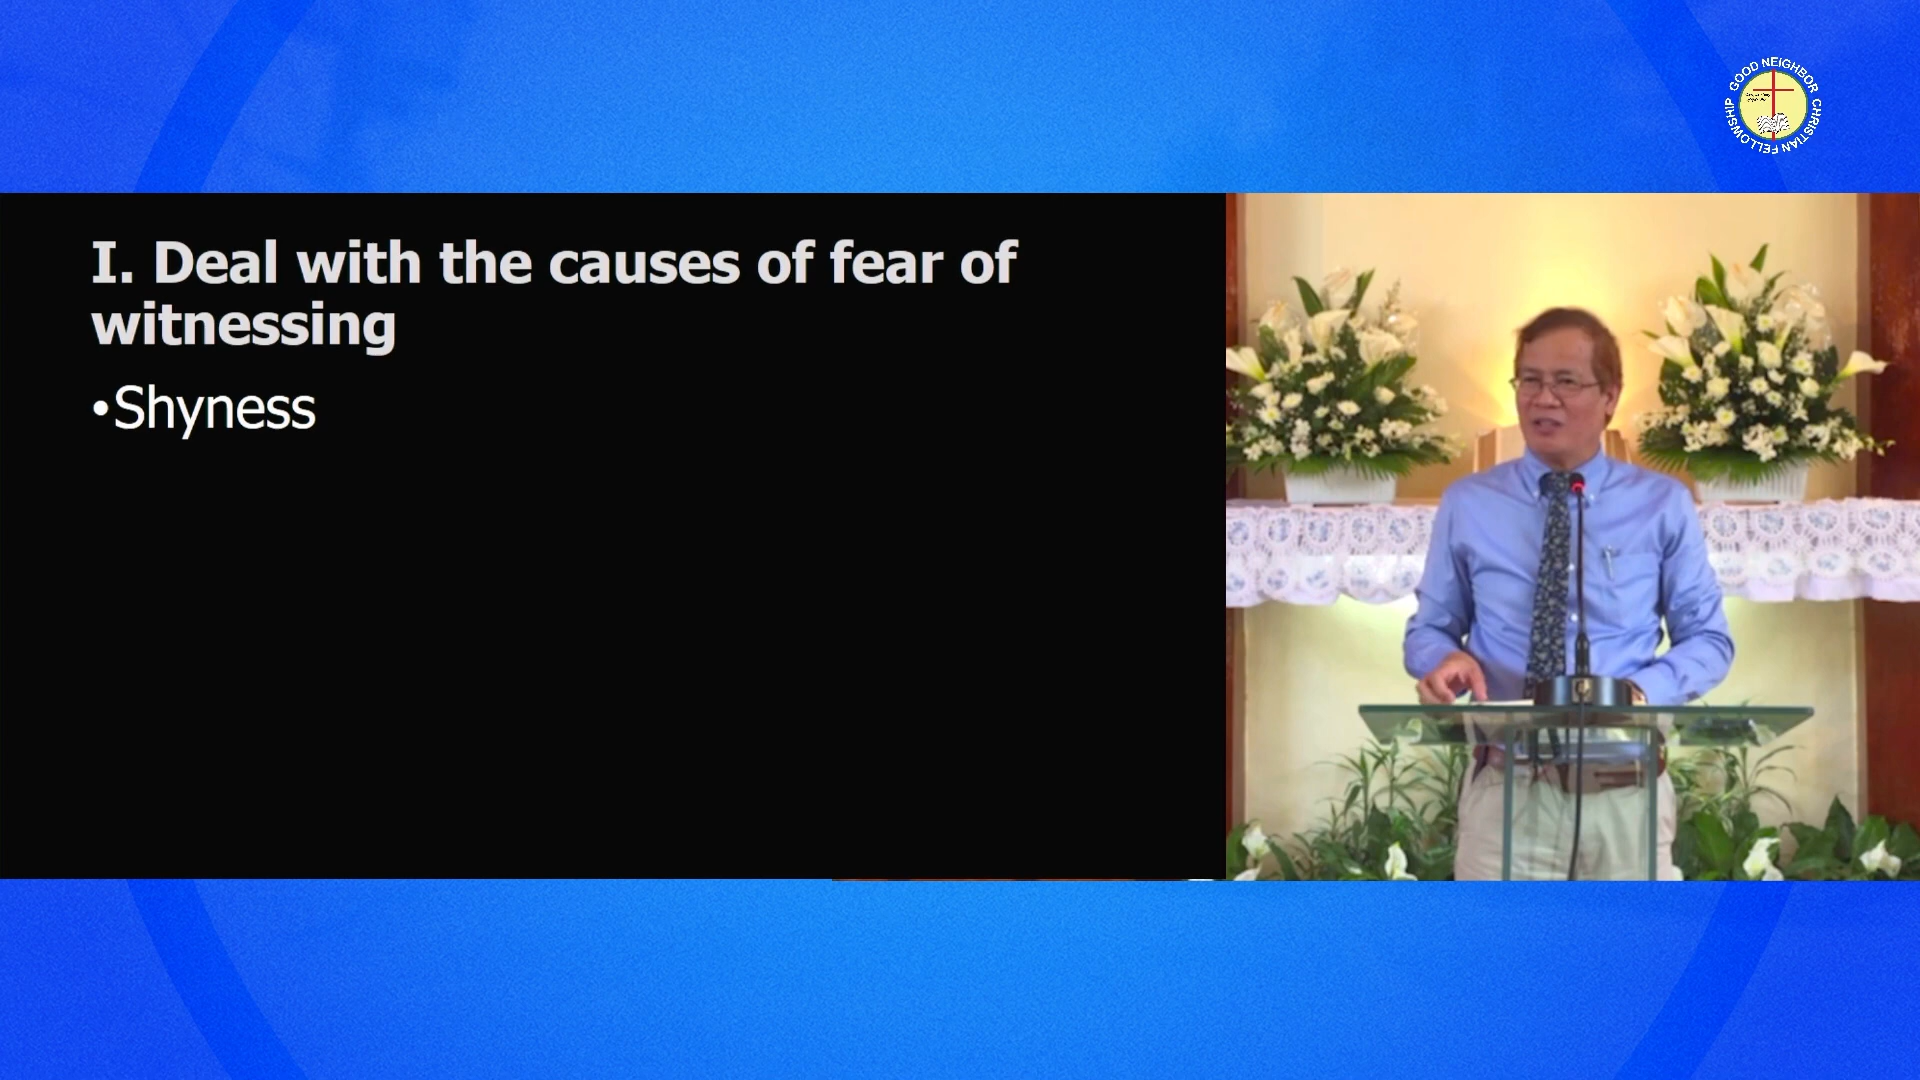 GOOD NEIGHBOR CHRISTIAN FELLOWSHIP
I. Deal with the causes of fear of
witnessing
•Shyness